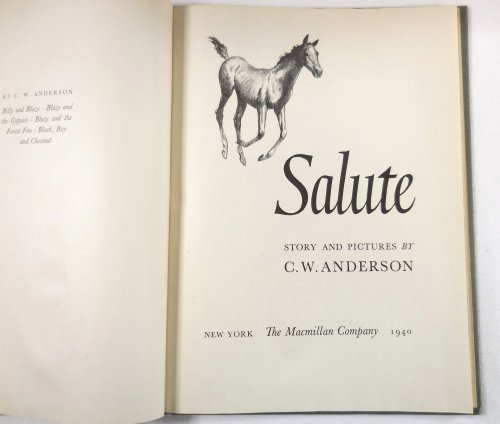 BY C. W. ANDERSON
Billy and Blaze · Blaze and
the Gypsies · Blaze and the
Forest Fire · Black, Bay
and Chestnut
Salute
STORY AND PICTURES BY
C. W. ANDERSON
NEW YORK The Macmillan Company 1940